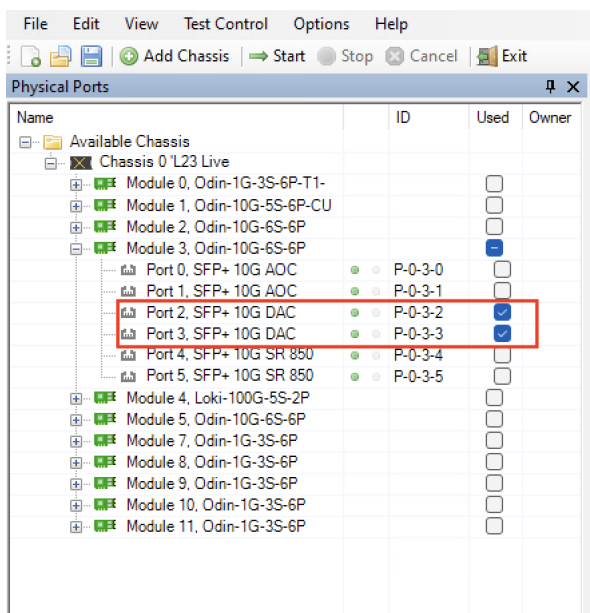 File Edit View Test Control Options Help
Add Chassis Start Stop Cancel Exit
Physical Ports
Name ID Used Owner
Available Chassis
Chassis 0 'L23 Live
Module 0, Odin-1G-3S-6P-T1-
Module 1, Odin-10G-5S-6P-CU
Module 2, Odin-10G-6S-6P
Module 3, Odin-10G-6S-6P
Port 0, SFP+ 10G AOC P-0-3-0
Port 1, SFP+ 10G AOC P-0-3-1
Port 2, SFP+ 10G DAC P-0-3-2
Port 3, SFP+ 10G DAC P-0-3-3
Port 4, SFP+ 10G SR 850 P-0-3-4
Port 5, SFP+ 10G SR 850 P-0-3-5
Module 4, Loki-100G-5S-2P
Module 5, Odin-10G-6S-6P
Module 7, Odin-1G-3S-6P
Module 8, Odin-1G-3S-6P
Module 9, Odin-1G-3S-6P
Module 10, Odin-1G-3S-6P
Module 11, Odin-1G-3S-6P